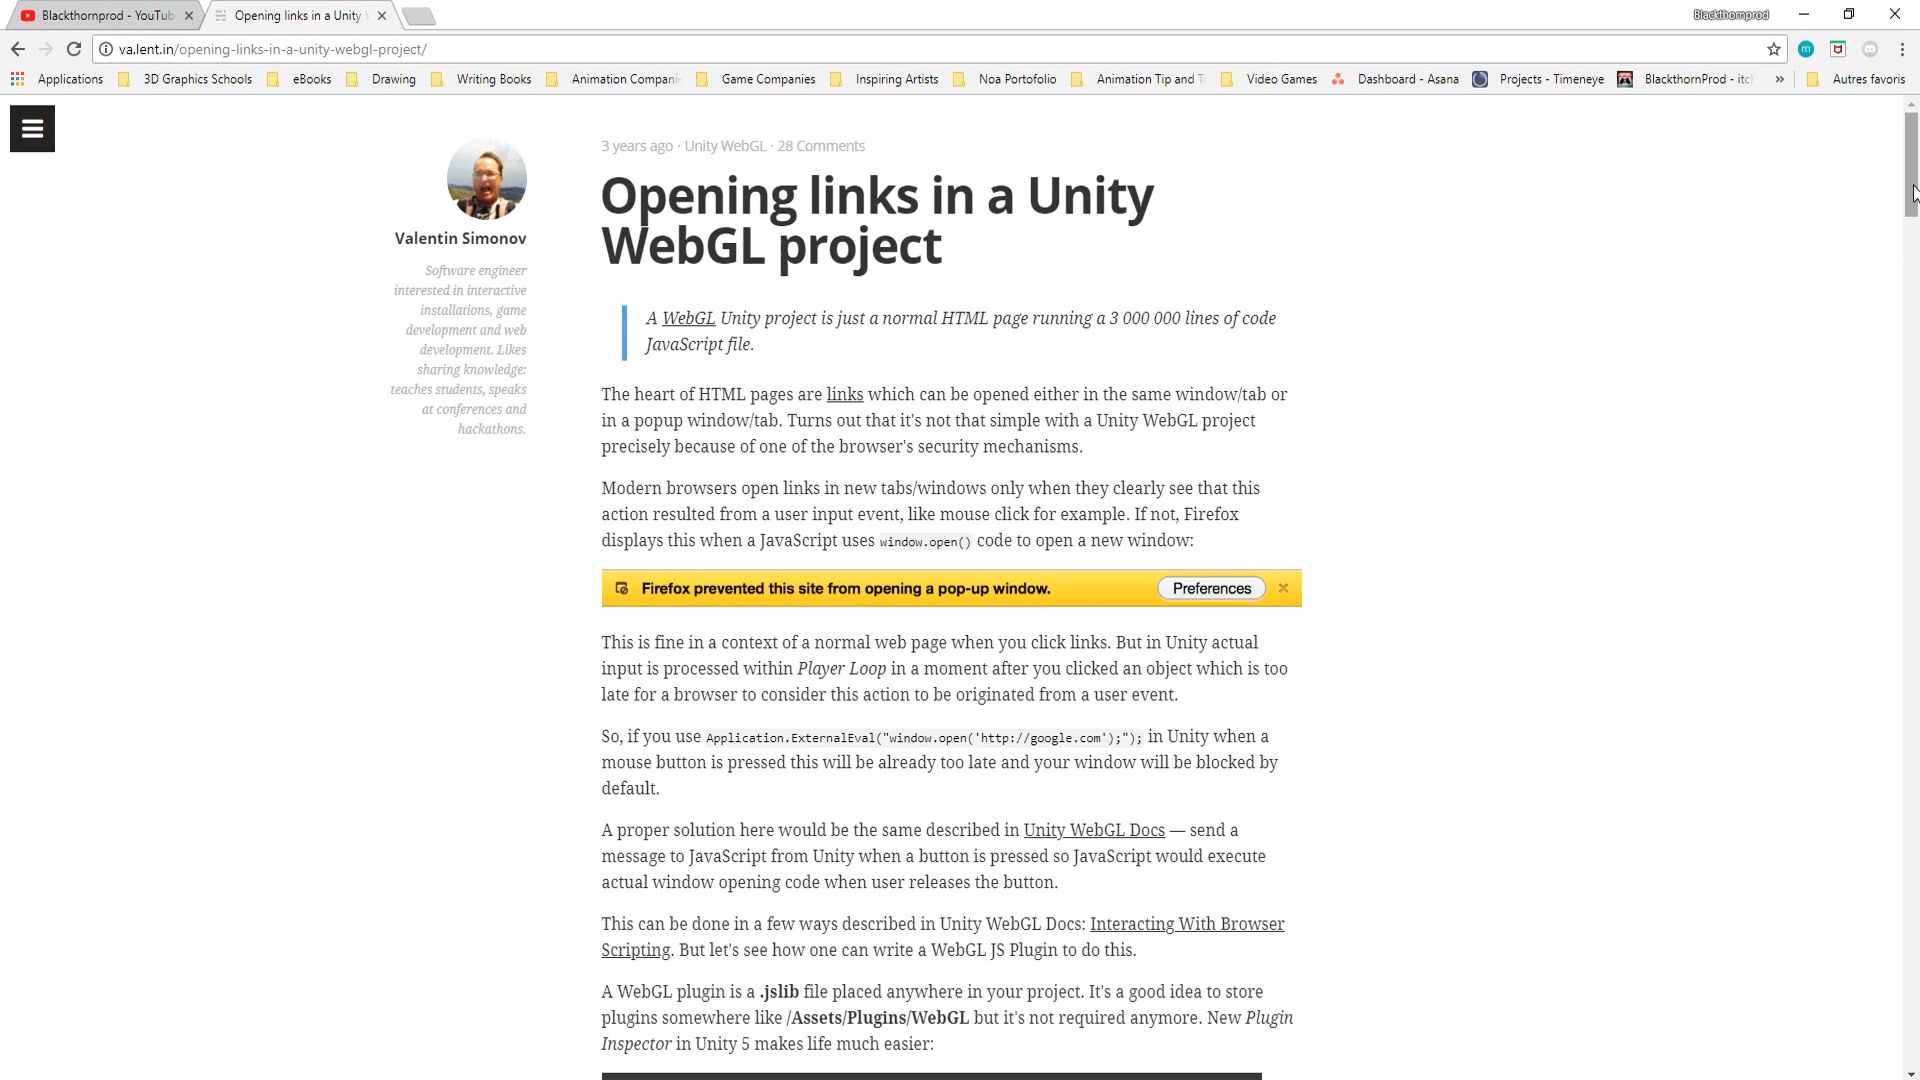 Blackthornprod - YouTub
Opening links in a Unity
Blackthornprod
va.lent.in/opening-links-in-a-unity-webgl-project/
Applications
3D Graphics Schools
eBooks
Drawing
Writing Books
Animation Compani
Game Companies
Inspiring Artists
Noa Portofolio
Animation Tip and T
Video Games
Dashboard - Asana
Projects - Timeneye
BlackthornProd - itc
»
Autres favoris
3 years ago · Unity WebGL · 28 Comments
Opening links in a Unity
WebGL project
Valentin Simonov
Software engineer
interested in interactive
installations, game
development and web
development. Likes
sharing knowledge:
teaches students, speaks
at conferences and
hackathons.
A WebGL Unity project is just a normal HTML page running a 3 000 000 lines of code
JavaScript file.
The heart of HTML pages are links which can be opened either in the same window/tab or
in a popup window/tab. Turns out that it's not that simple with a Unity WebGL project
precisely because of one of the browser's security mechanisms.
Modern browsers open links in new tabs/windows only when they clearly see that this
action resulted from a user input event, like mouse click for example. If not, Firefox
displays this when a JavaScript uses window.open() code to open a new window:
Firefox prevented this site from opening a pop-up window.
Preferences
This is fine in a context of a normal web page when you click links. But in Unity actual
input is processed within Player Loop in a moment after you clicked an object which is too
late for a browser to consider this action to be originated from a user event.
So, if you use Application.ExternalEval("window.open('http://google.com');"); in Unity when a
mouse button is pressed this will be already too late and your window will be blocked by
default.
A proper solution here would be the same described in Unity WebGL Docs — send a
message to JavaScript from Unity when a button is pressed so JavaScript would execute
actual window opening code when user releases the button.
This can be done in a few ways described in Unity WebGL Docs: Interacting With Browser
Scripting. But let's see how one can write a WebGL JS Plugin to do this.
A WebGL plugin is a .jslib file placed anywhere in your project. It's a good idea to store
plugins somewhere like /Assets/Plugins/WebGL but it's not required anymore. New Plugin
Inspector in Unity 5 makes life much easier: